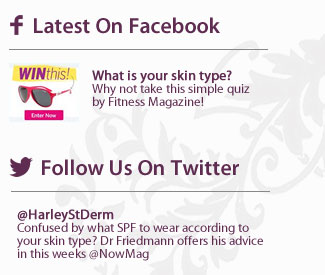 Latest On Facebook
WIN this!
Enter Now
What is your skin type?
Why not take this simple quiz
by Fitness Magazine!
Follow Us On Twitter
@HarleyStDerm
Confused by what SPF to wear according to
your skin type? Dr Friedmann offers his advice
in this weeks @NowMag